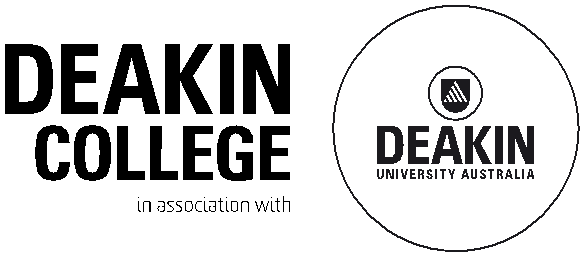 DEAKIN
COLLEGE
in association with
DEAKIN
UNIVERSITY AUSTRALIA